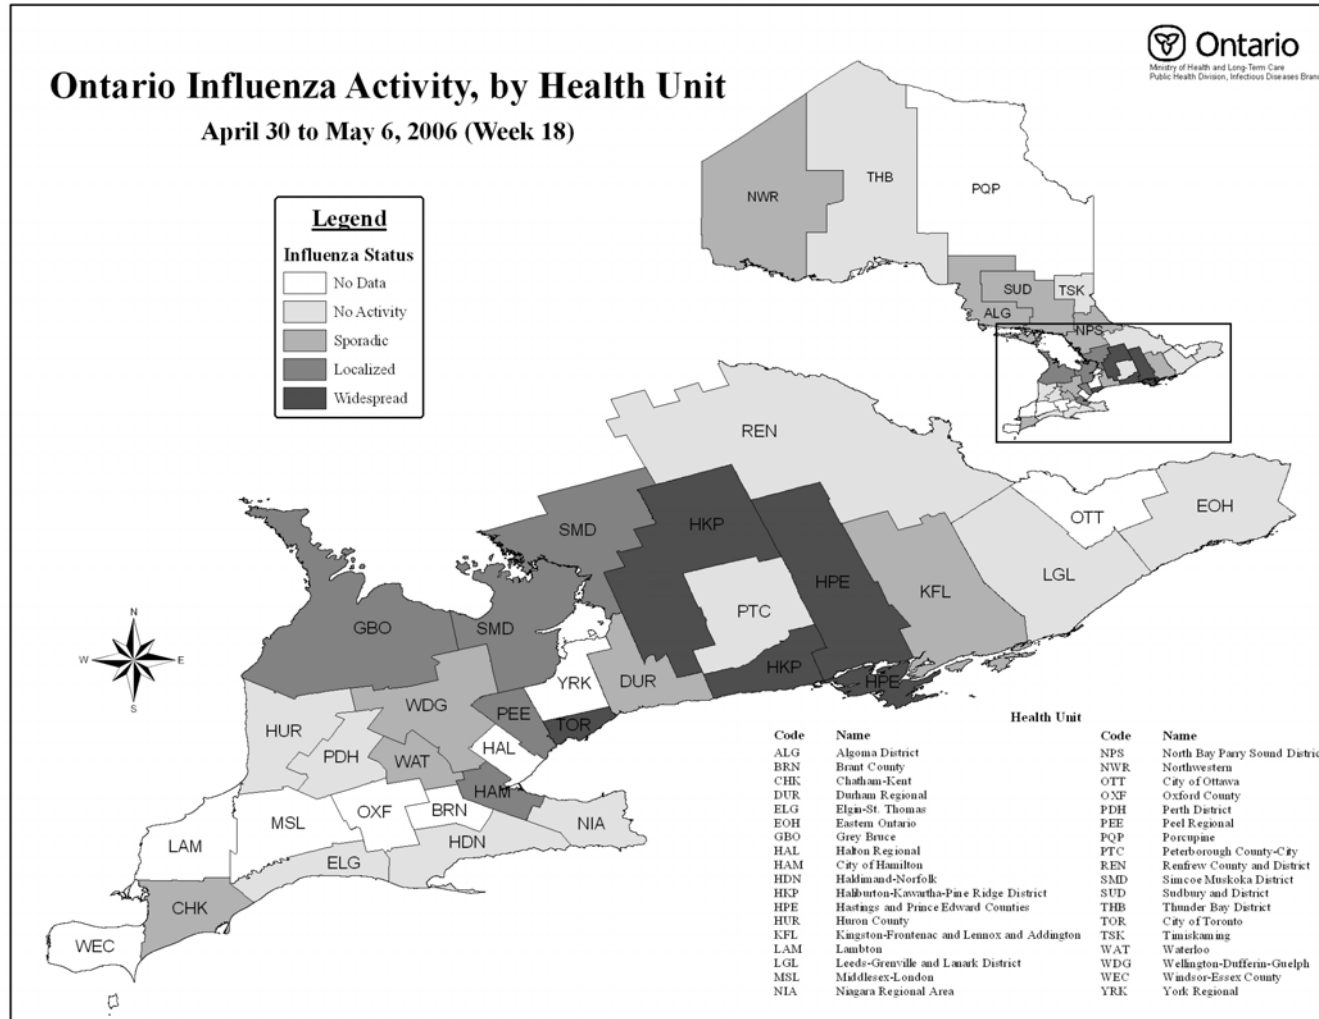 Ontario
Ministry of Health and Long-Term Care
Public Health Division, Infectious Diseases Branc
Ontario Influenza Activity, by Health Unit
April 30 to May 6, 2006 (Week 18)
Legend
Influenza Status
No Data
No Activity
Sporadic
Localized
Widespread
NWR
THB
PQP
SUD
TSK
ALG
NPS
REN
HKP
SMD
OTT
EOH
HPE
LGL
KFL
PTC
GBO
SMD
HKP
YRK
DUR
HPE
WDG
PEE
TOR
HUR
HAL
PDH
WAT
HAM
OXF
BRN
MSL
NIA
HDN
LAM
ELG
CHK
WEC
N
W E
S
Health Unit
Code Name Code Name
ALG Algoma District NPS North Bay Parry Sound Distric
BRN Brant County NWR Northwestern
CHK Chatham-Kent OTT City of Ottawa
DUR Durham Regional OXF Oxford County
ELG Elgin-St. Thomas PDH Perth District
EOH Eastern Ontario PEE Peel Regional
GBO Grey Bruce PQP Porcupine
HAL Halton Regional PTC Peterborough County-City
HAM City of Hamilton REN Renfrew County and District
HDN Haldimand-Norfolk SMD Simcoe Muskoka District
HKP Haliburton-Kawartha-Pine Ridge District SUD Sudbury and District
HPE Hastings and Prince Edward Counties THB Thunder Bay District
HUR Huron County TOR City of Toronto
KFL Kingston-Frontenac and Lennox and Addington TSK Timiskaming
LAM Lambton WAT Waterloo
LGL Leeds-Grenville and Lanark District WDG Wellington-Dufferin-Guelph
MSL Middlesex-London WEC Windsor-Essex County
NIA Niagara Regional Area YRK York Regional